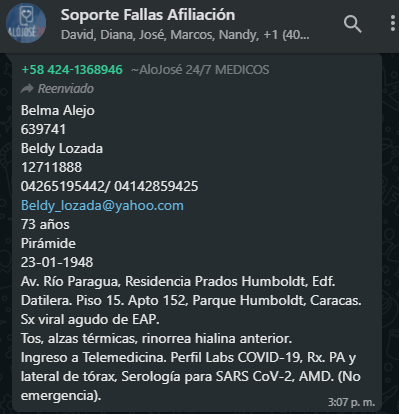 Soporte Fallas Afiliación
David, Diana, José, Marcos, Nandy, +1 (40...
+58 424-1368946 ~AloJosé 24/7 MEDICOS
Reenviado
Belma Alejo
639741
Beldy Lozada
12711888
04265195442/ 04142859425
Beldy_lozada@yahoo.com
73 años
Pirámide
23-01-1948
Av. Río Paragua, Residencia Prados Humboldt, Edf.
Datilera. Piso 15. Apto 152, Parque Humboldt, Caracas.
Sx viral agudo de EAP.
Tos, alzas térmicas, rinorrea hialina anterior.
Ingreso a Telemedicina. Perfil Labs COVID-19, Rx. PA y
lateral de tórax, Serología para SARS CoV-2, AMD. (No
emergencia).
3:07 p. m.